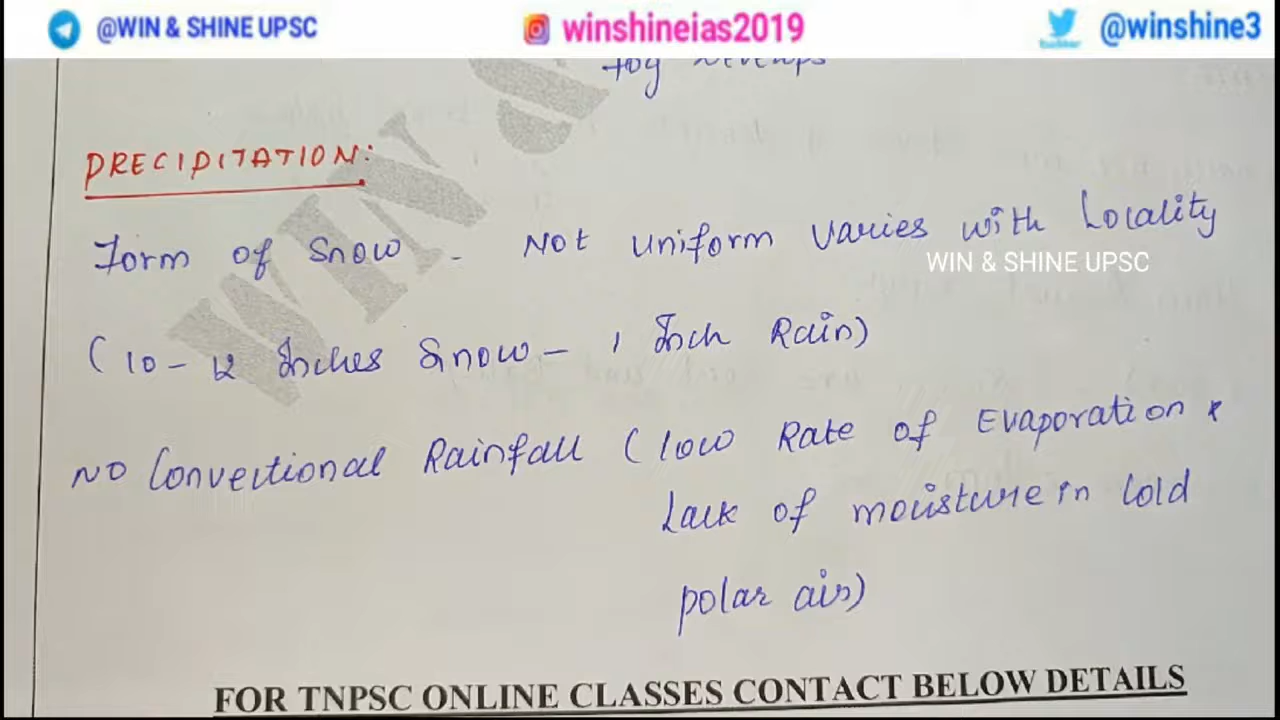 @WIN & SHINE UPSC winshineias2019 @winshine3
Fog Develops
PRECIPITATION:
Form of Snow - Not uniform varies with Locality
WIN & SHINE UPSC
(10-12 Inches Snow - 1 Inch Rain)
NO Convectional Rainfall (low Rate of Evaporation &
Lack of moisture in Cold
polar air)
FOR TNPSC ONLINE CLASSES CONTACT BELOW DETAILS